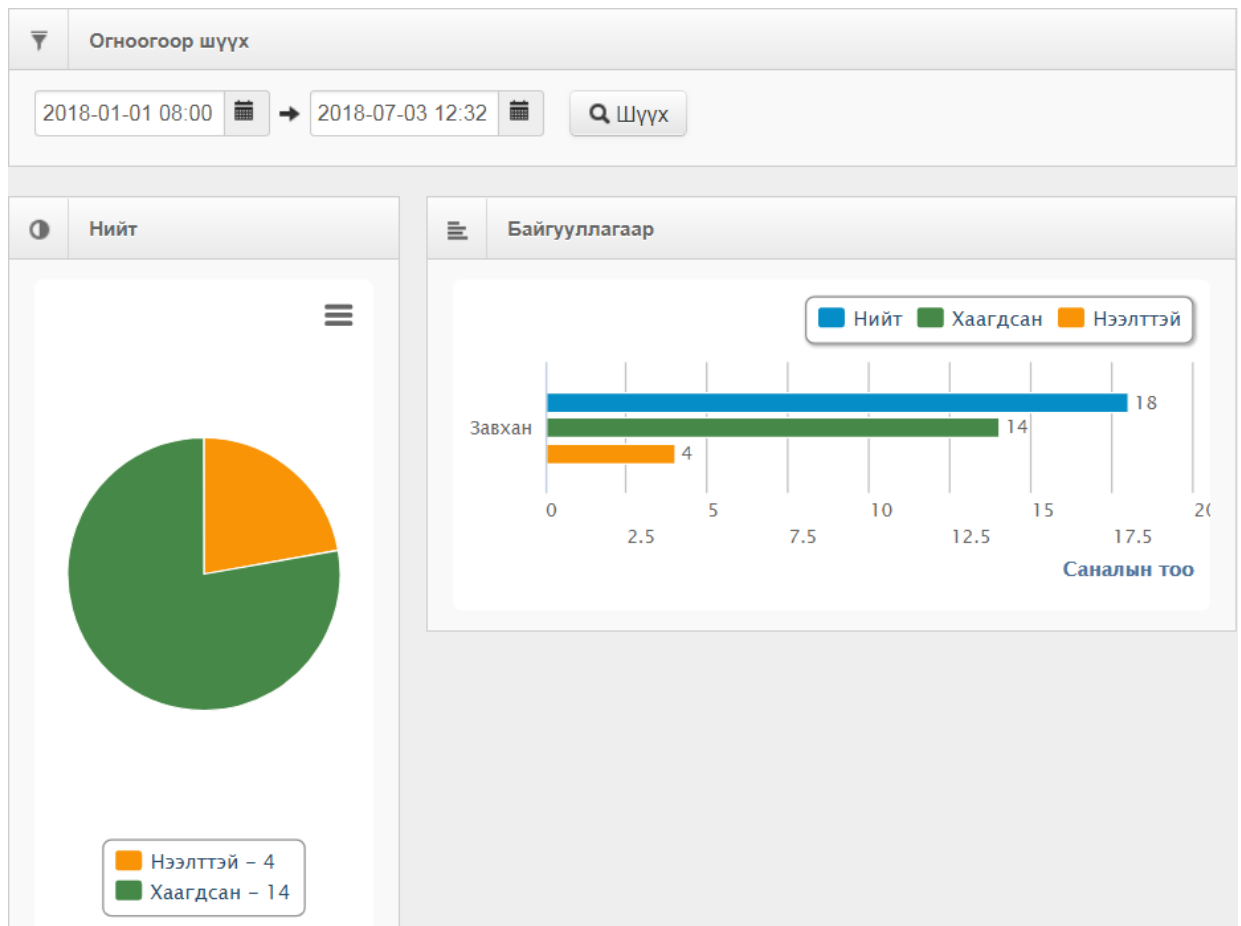 Огноогоор шүүх
2018-01-01 08:00 2018-07-03 12:32 Шүүх
Нийт
Нээлттэй – 4
Хаагдсан – 14
Байгууллагаар
Нийт Хаагдсан Нээлттэй
18
Завхан 14
4
0 5 10 15 20
2.5 7.5 12.5 17.5
Саналын тоо